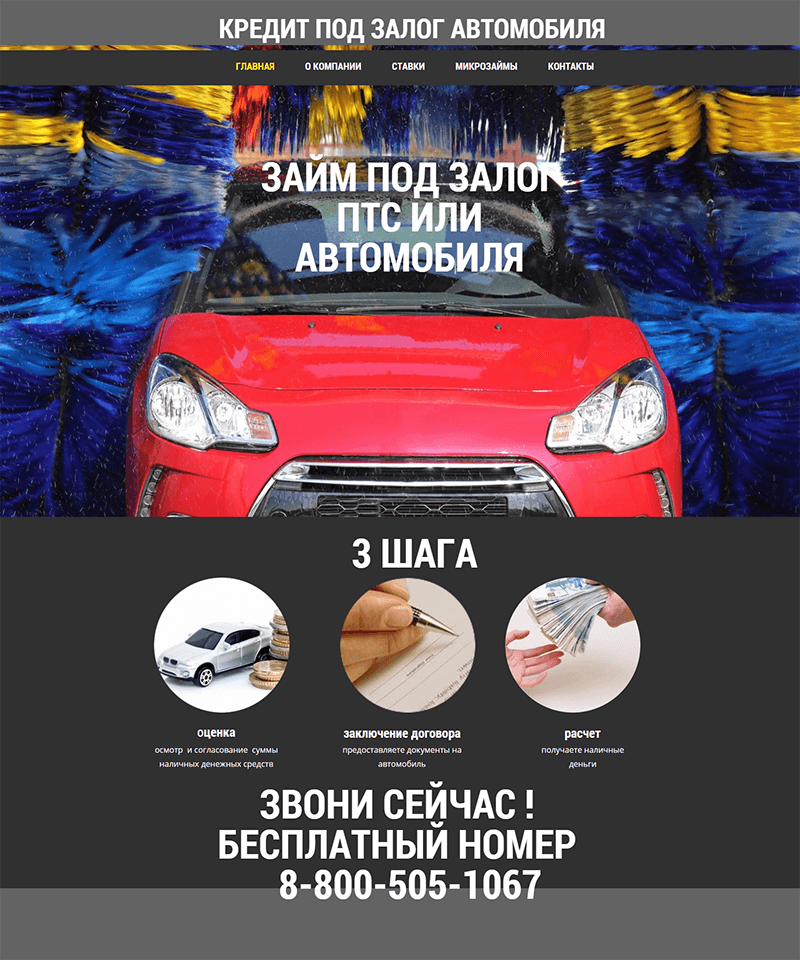 КРЕДИТ ПОД ЗАЛОГ АВТОМОБИЛЯ
ГЛАВНАЯ О КОМПАНИИ СТАВКИ МИКРОЗАЙМЫ КОНТАКТЫ
ЗАЙМ ПОД ЗАЛОГ
ПТС ИЛИ
АВТОМОБИЛЯ
3 ШАГА
оценка
осмотр и согласование суммы
наличных денежных средств
заключение договора
предоставляете документы на
автомобиль
расчет
получаете наличные
деньги
ЗВОНИ СЕЙЧАС !
БЕСПЛАТНЫЙ НОМЕР
8-800-505-1067